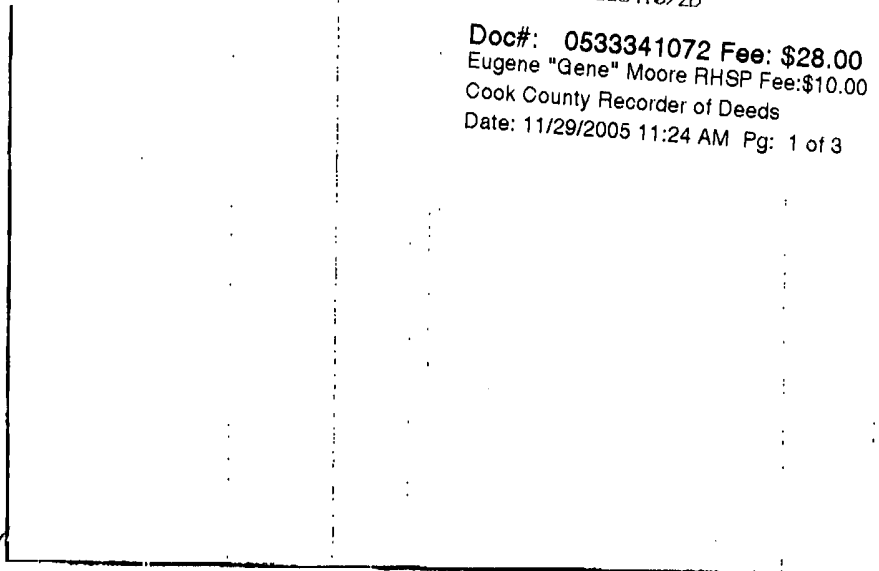 Doc#: 0533341072 Fee: $28.00
Eugene "Gene" Moore RHSP Fee:$10.00
Cook County Recorder of Deeds
Date: 11/29/2005 11:24 AM Pg: 1 of 3